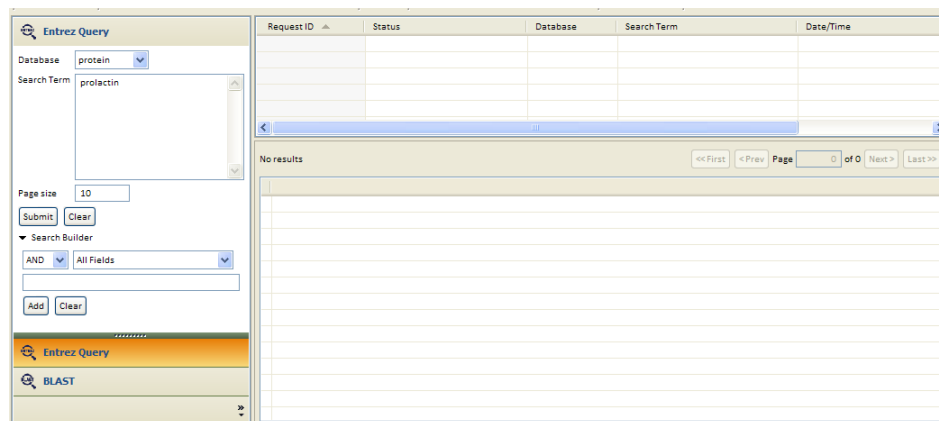 Entrez Query
Database protein
Search Term prolactin
Page size 10
Submit Clear
Search Builder
AND All Fields
Add Clear
Entrez Query
BLAST
Request ID Status Database Search Term Date/Time
No results << First < Prev Page 0 of 0 Next > Last >>